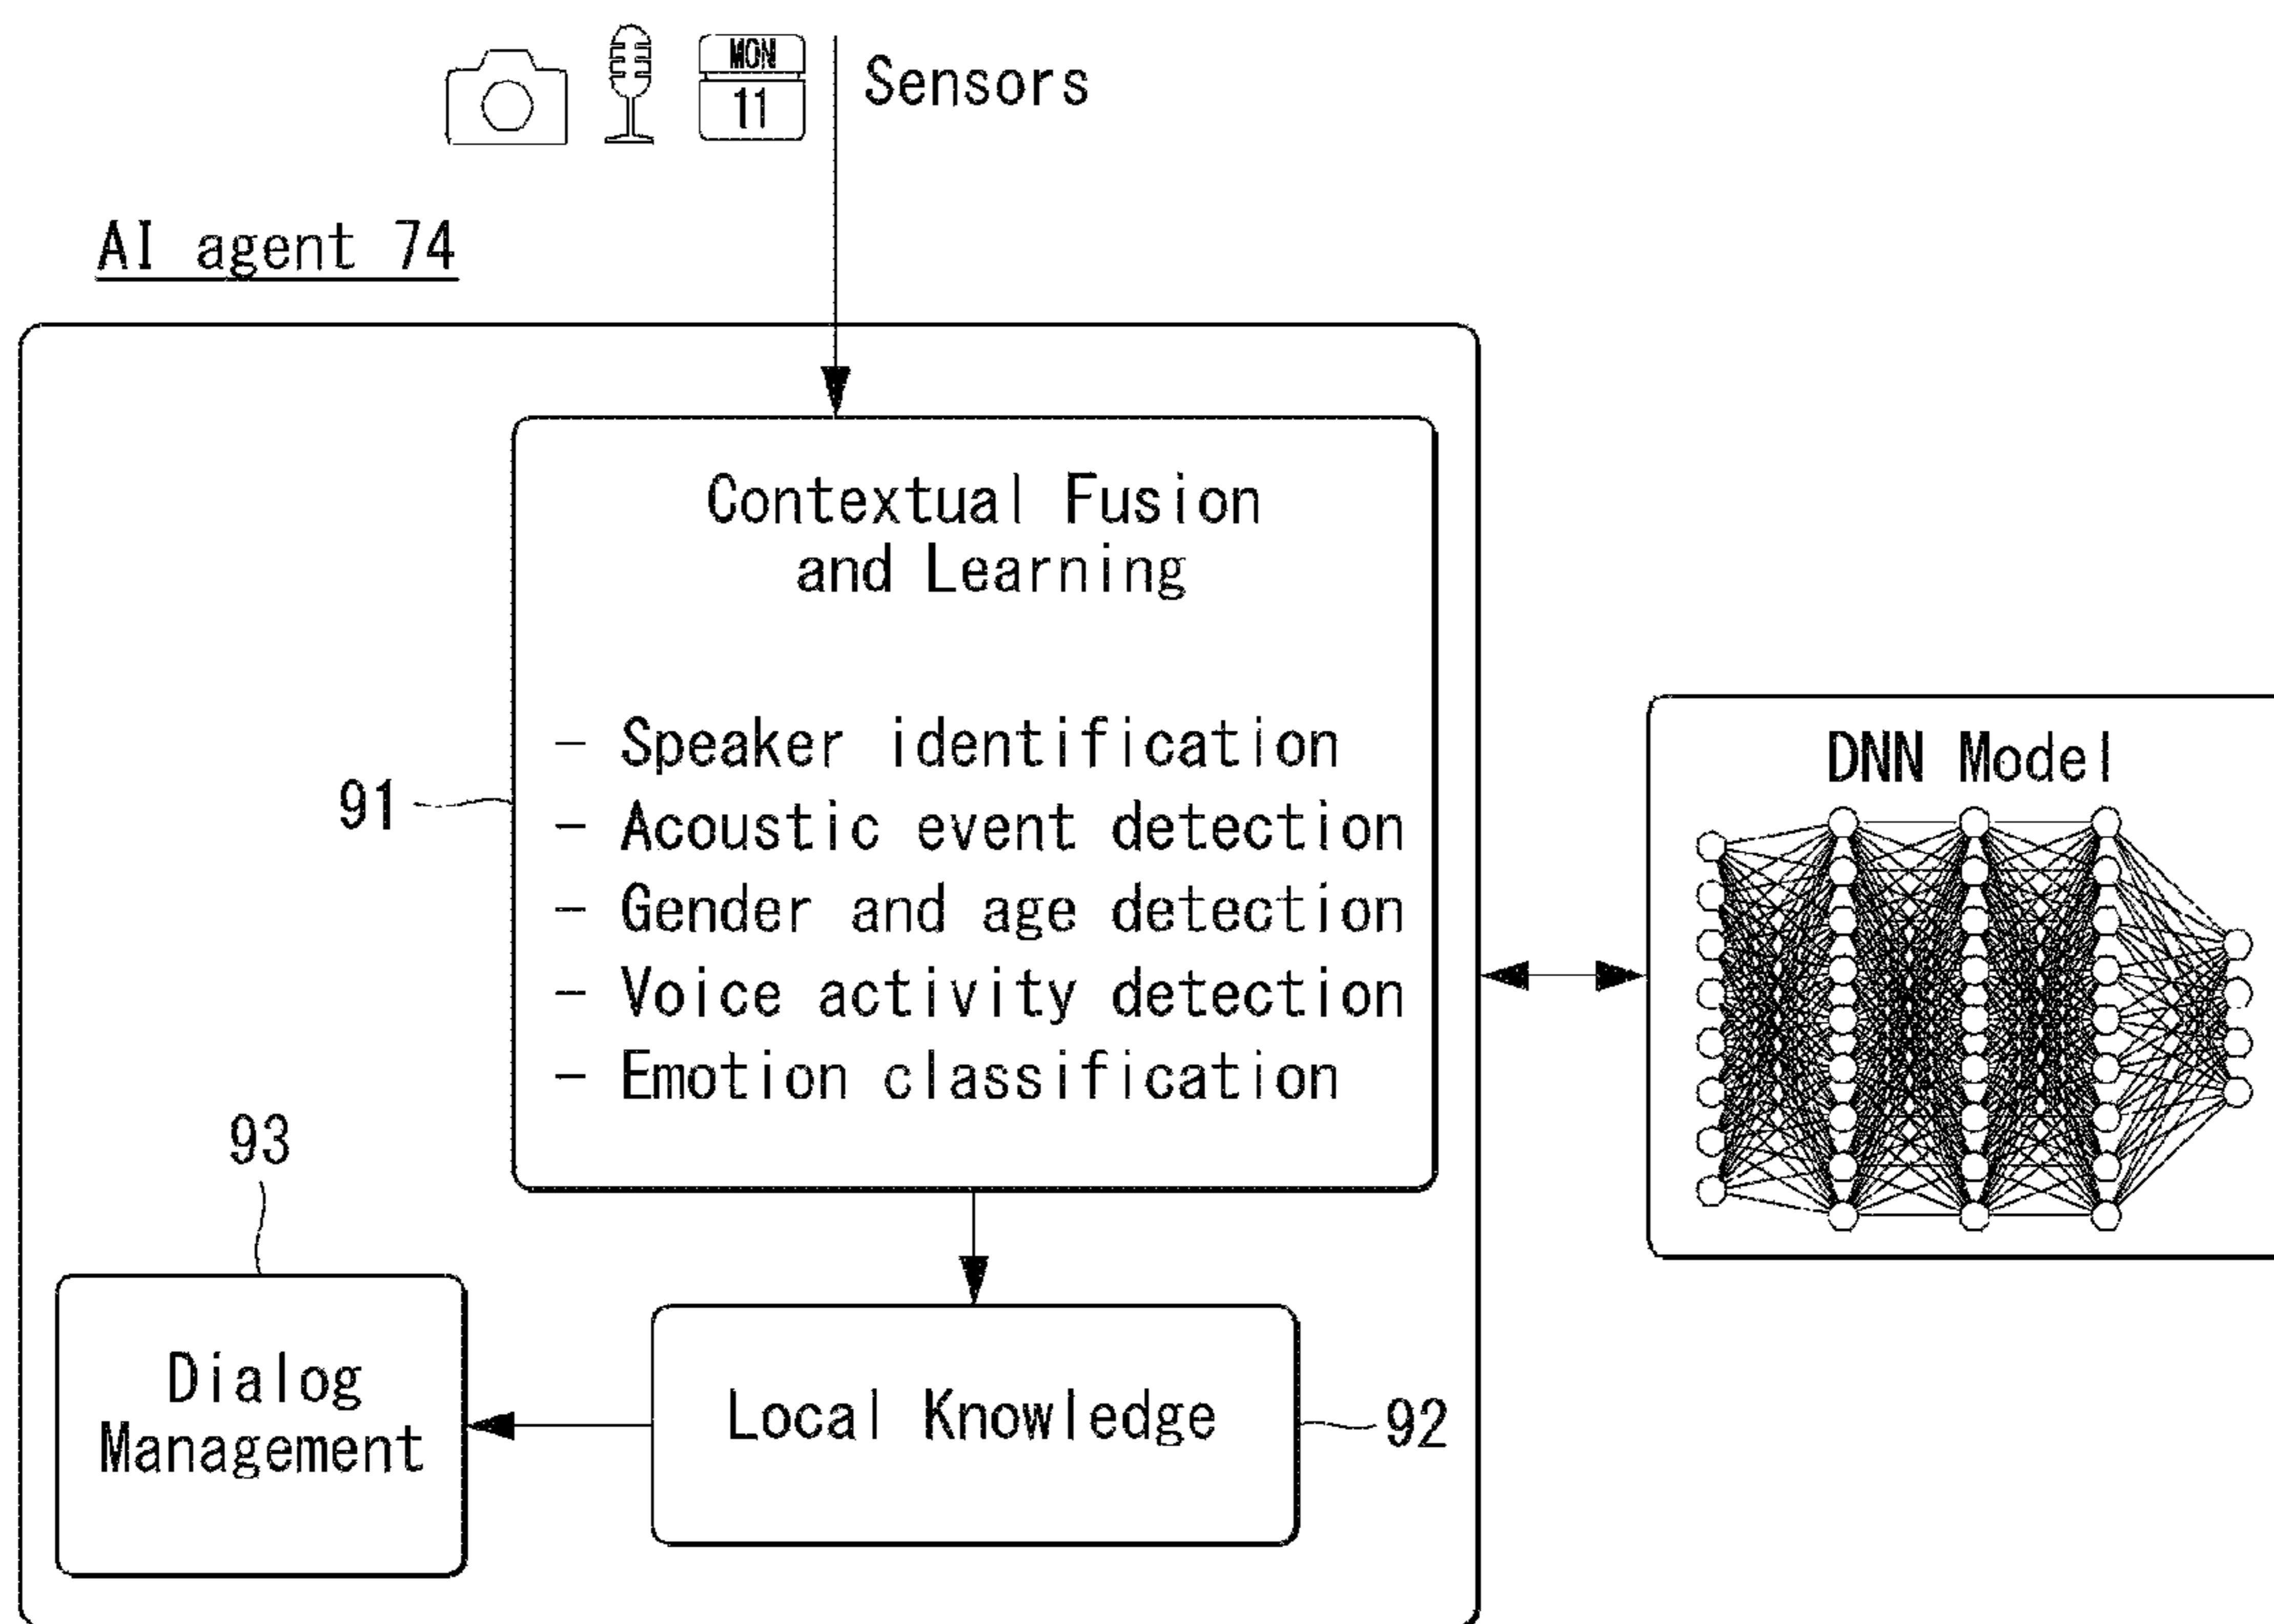 MON
11
Sensors
AI agent 74
Contextual Fusion
and Learning
- Speaker identification
- Acoustic event detection
- Gender and age detection
- Voice activity detection
- Emotion classification
91
DNN Model
93
Dialog
Management
Local Knowledge
92